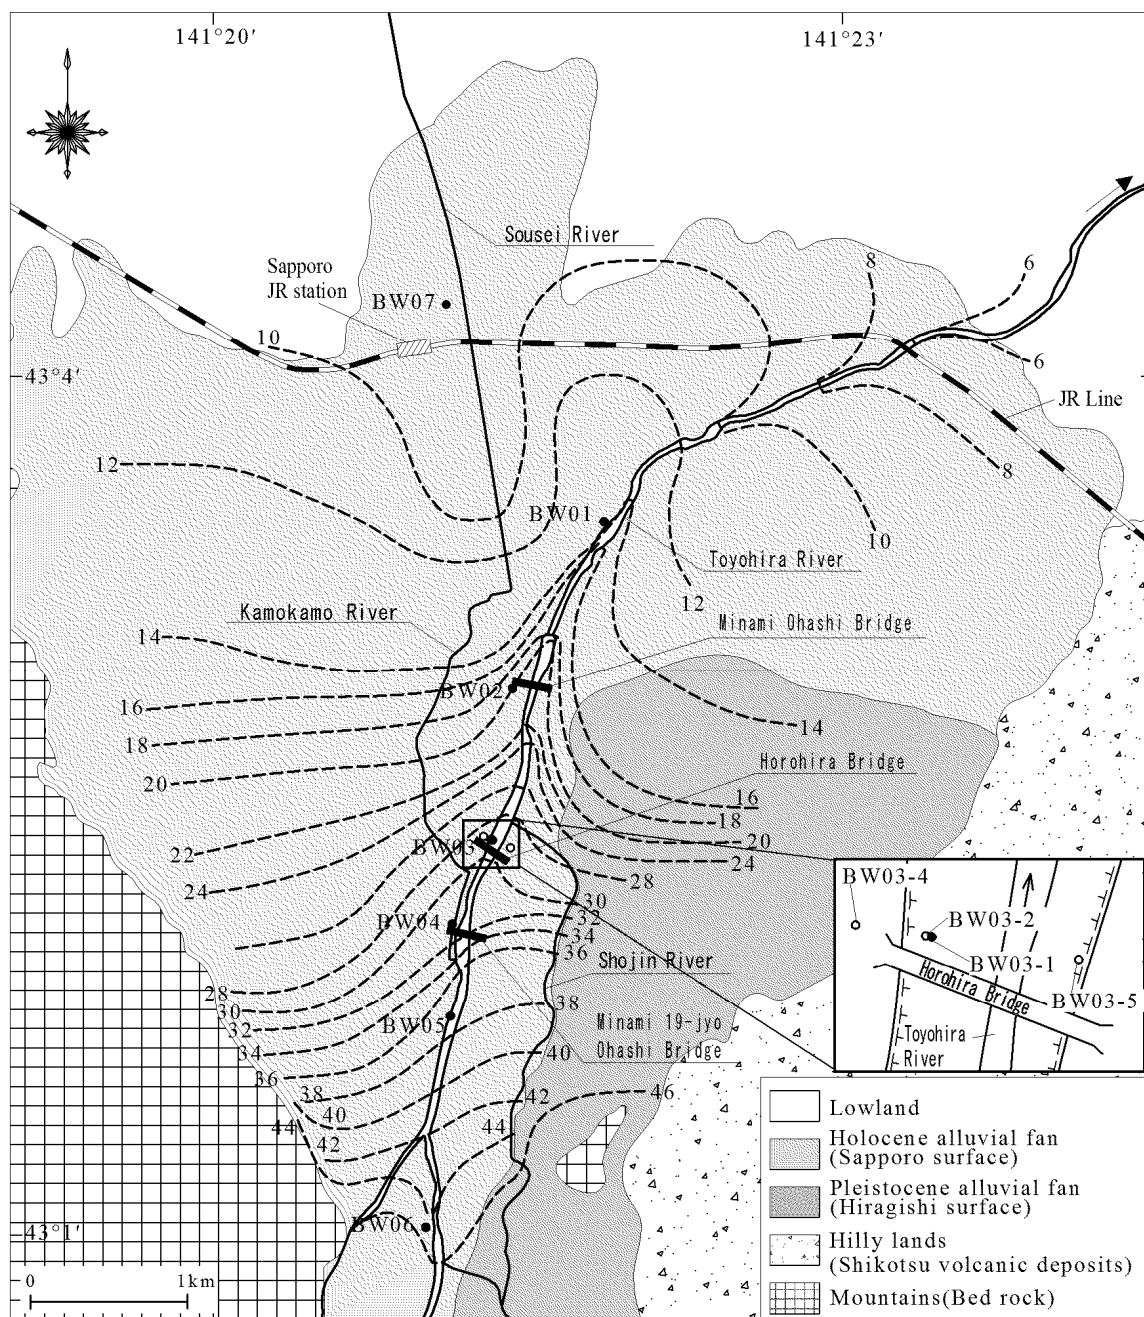 141°20′
141°23′
Sousei River
Sapporo
JR station
BW07
8
6
10
43°4′
6
JR Line
12
8
BW01
10
Toyohira River
12
Kamokamo River
Minami Ohashi Bridge
14
BW02
16
14
18
Horohira Bridge
20
16
18
20
22
BW03
24
24
28
BW03-4
30
32
BW04
34
BW03-2
36
BW03-1
Shojin River
Horohira Bridge
BW03-5
28
38
30
BW05
32
Minami 19-jyo
Ohashi Bridge
Toyohira
River
34
40
36
38
46
40
42
44
42
44
Lowland
Holocene alluvial fan
(Sapporo surface)
Pleistocene alluvial fan
(Hiragishi surface)
BW06
43°1′
Hilly lands
(Shikotsu volcanic deposits)
0
1km
Mountains(Bed rock)